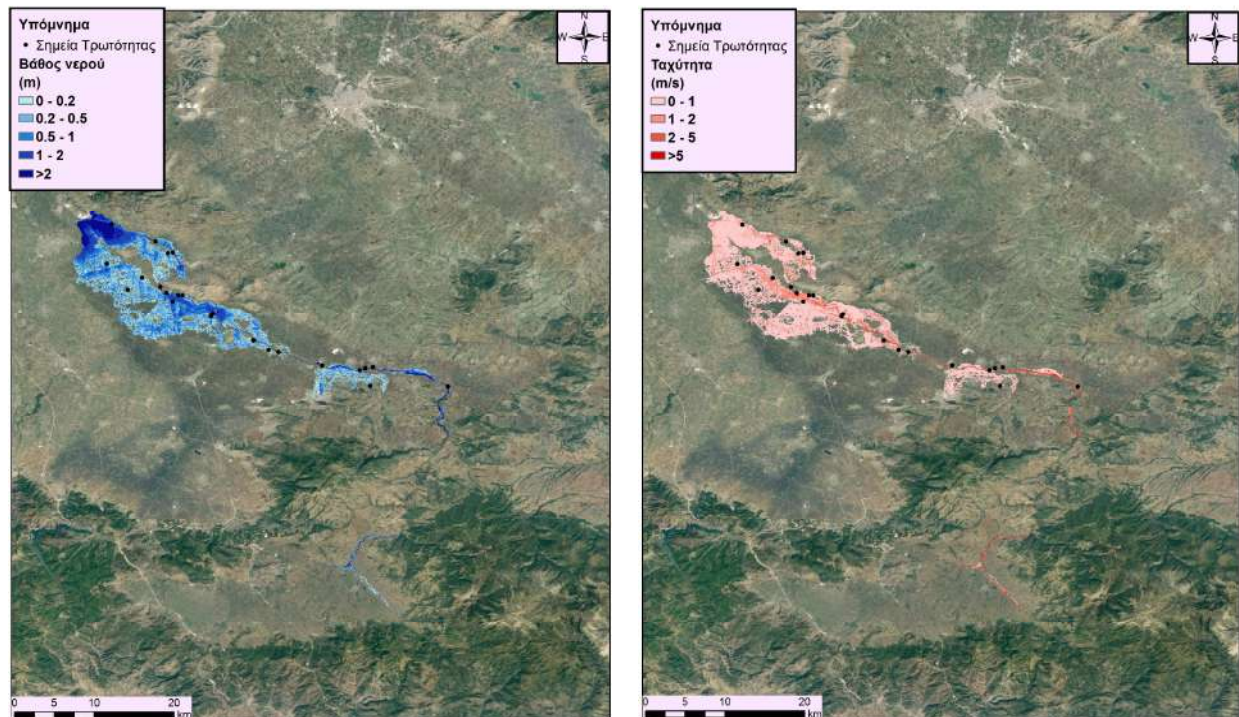 Υπόμνημα
Σημεία Τρωτότητας
Βάθος νερού
(m)
0 - 0.2
0.2 - 0.5
0.5 - 1
1 - 2
>2
N
W E
S
0 5 10 20
km
Υπόμνημα
Σημεία Τρωτότητας
Ταχύτητα
(m/s)
0 - 1
1 - 2
2 - 5
>5
N
W E
S
0 5 10 20
km